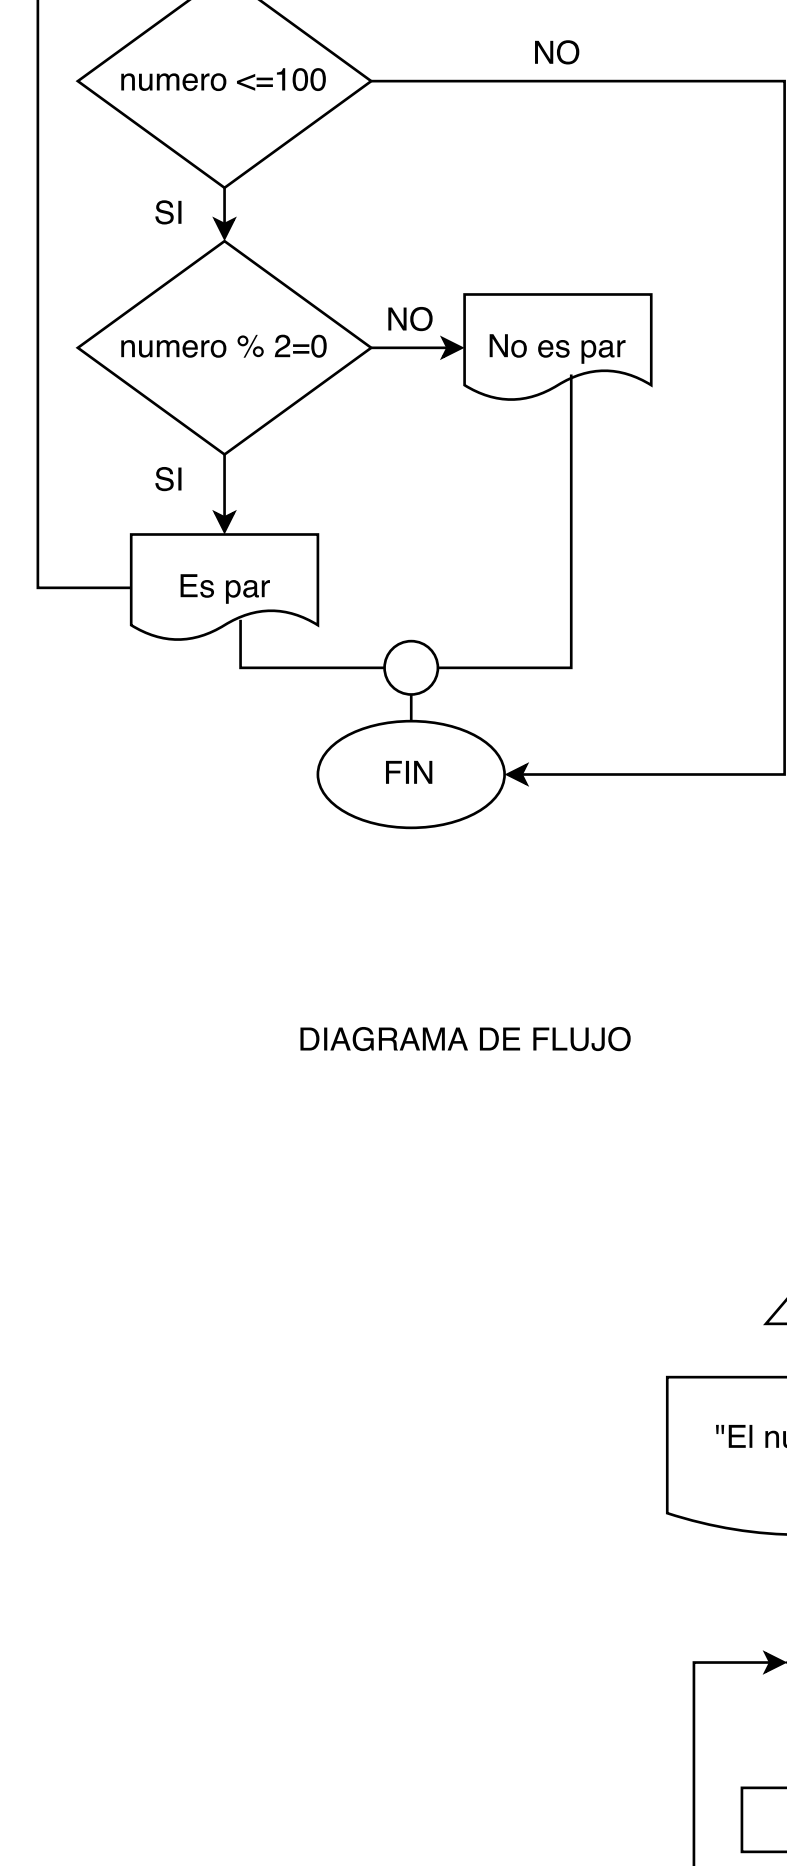 NO
numero <=100
SI
NO
numero % 2=0
No es par
SI
Es par
FIN
DIAGRAMA DE FLUJO
"El